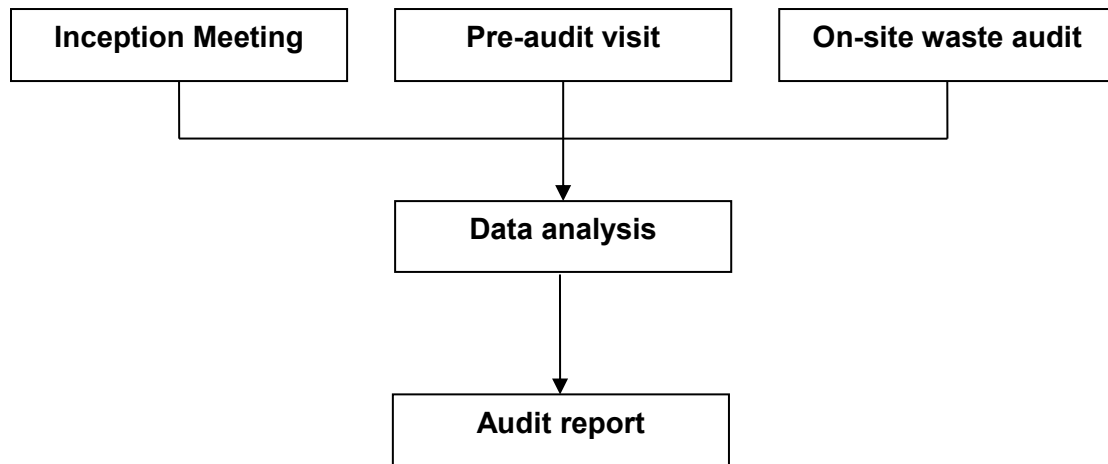 Inception Meeting
Pre-audit visit
On-site waste audit
Data analysis
Audit report